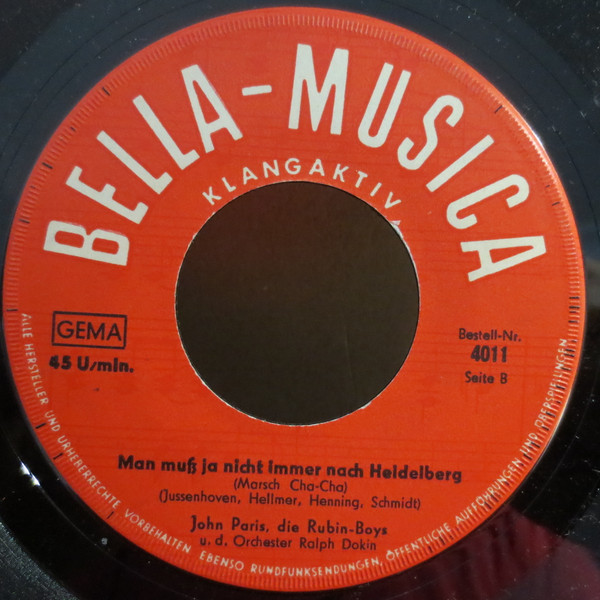 BELLA-MUSICA
KLANGAKTIV
GEMA
45 U/min.
Bestell-Nr.
4011
Seite B
Man muß ja nicht immer nach Heidelberg
(Marsch Cha-Cha)
(Jussenhoven, Hellmer, Henning, Schmidt)
John Paris, die Rubin-Boys
u. d. Orchester Ralph Dokin
ALLE HERSTELLER UND URHEBERRECHTE VORBEHALTEN. EBENSO RUNDFUNKSENDUNGEN, ÖFFENTLICHE AUFFÜHRUNGEN UND ÜBERSPIELUNGEN